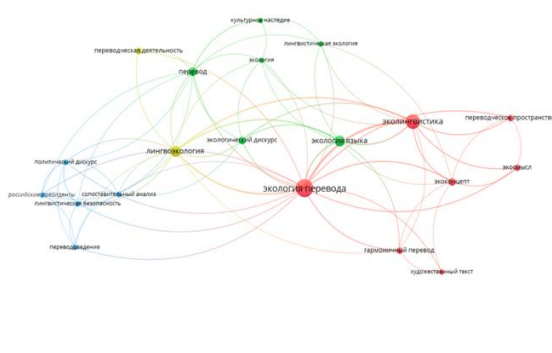 культурное наследие
лингвистическая экология
переводческая деятельность
экология
перевод
эколингвистика
переводческое пространство
экологический дискурс
экология языка
лингвоэкология
политический дискурс
экосмысл
экоконцепт
экология перевода
российские президенты
сопоставительный анализ
лингвистическая безопасность
переводоведение
гармоничный перевод
художественный текст